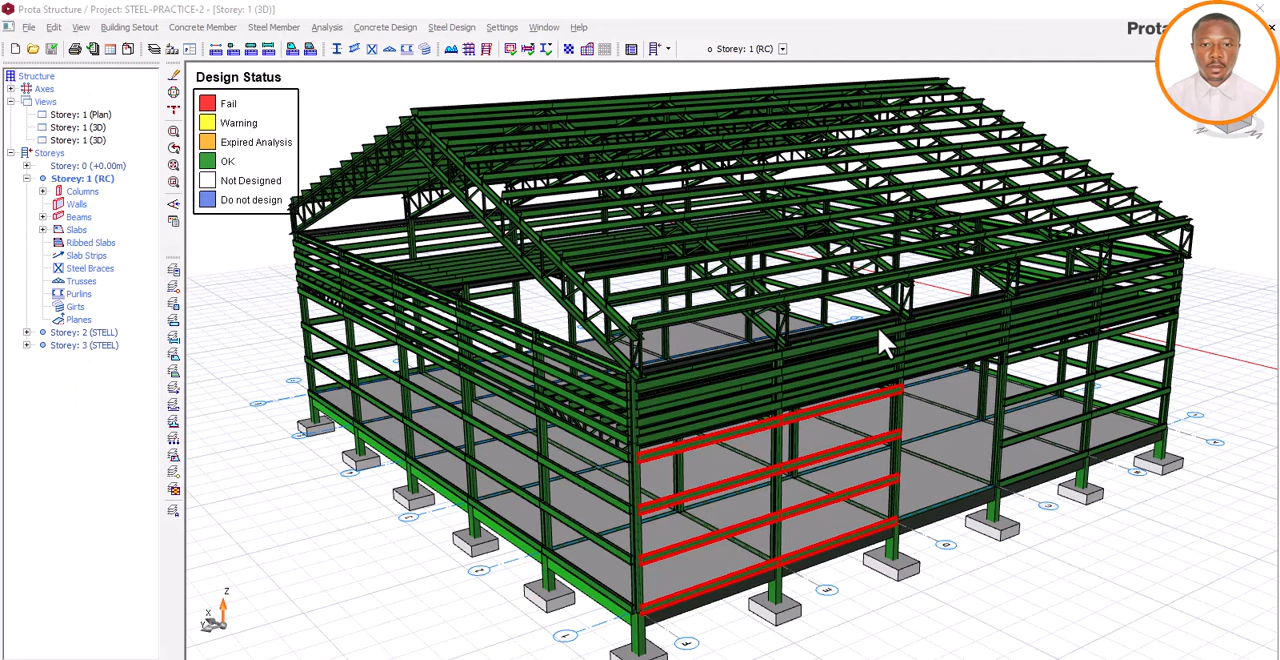 Prota Structure / Project: STEEL-PRACTICE-2 - [Storey: 1 (3D)]
File Edit View Building Setout Concrete Member Steel Member Analysis Concrete Design Steel Design Settings Window Help
Prot
Storey: 1 (RC)
Structure
Axes
Views
Storey: 1 (Plan)
Storey: 1 (3D)
Storey: 1 (3D)
Storeys
Storey: 0 (+0.00m)
Storey: 1 (RC)
Columns
Walls
Beams
Slabs
Ribbed Slabs
Slab Strips
Steel Braces
Trusses
Purlins
Girts
Planes
Storey: 2 (STELL)
Storey: 3 (STEEL)
Design Status
Fail
Warning
Expired Analysis
OK
Not Designed
Do not design
Z
X
Y